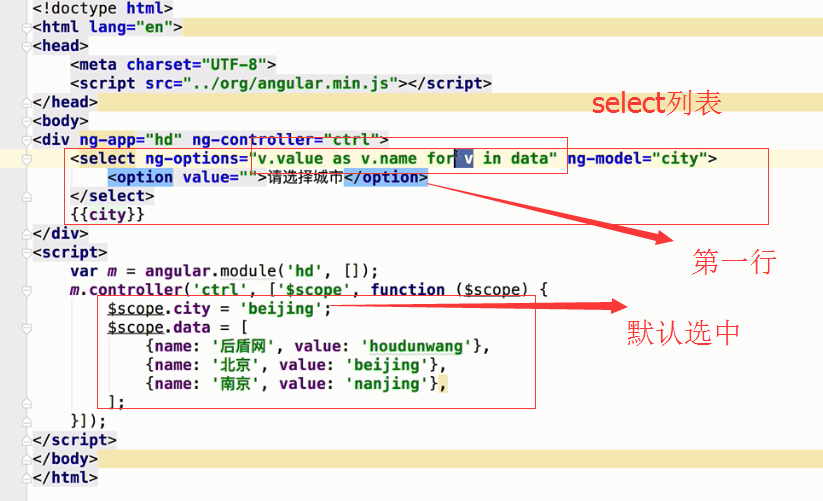 <!doctype html>
<html lang="en">
<head>
    <meta charset="UTF-8">
    <script src="../org/angular.min.js"></script>
</head>
select列表
<body>
<div ng-app="hd" ng-controller="ctrl">
    <select ng-options="v.value as v.name for v in data" ng-model="city">
        <option value="">请选择城市</option>
    </select>
    {{city}}
</div>
第一行
<script>
    var m = angular.module('hd', []);
    m.controller('ctrl', ['$scope', function ($scope) {
        $scope.city = 'beijing';
默认选中
        $scope.data = [
            {name: '后盾网', value: 'houdunwang'},
            {name: '北京', value: 'beijing'},
            {name: '南京', value: 'nanjing'},
        ];
    }]);
</script>
</body>
</html>